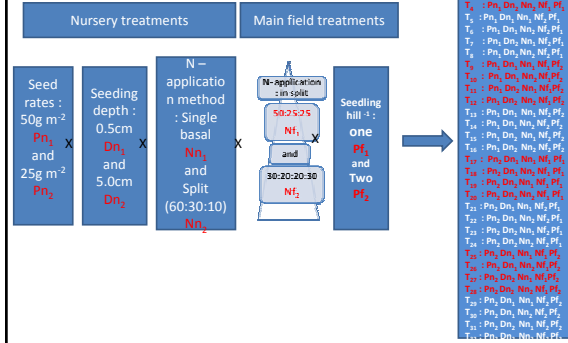 Nursery treatments
Main field treatments
Seed
rates :
50g m⁻²
Pn₁
and
25g m⁻²
Pn₂
X
Seeding
depth :
0.5cm
Dn₁
and
5.0cm
Dn₂
X
N –
applicatio
n method
: Single
basal
Nn₁
and
Split
(60:30:10)
Nn₂
X
N- application
: in split
50:25:25
Nf₁
and
30:20:20:30
Nf₂
X
Seedling
hill ⁻¹ :
one
Pf₁
and
Two
Pf₂
T₄ : Pn₁ Dn₂ Nn₂ Nf₁ Pf₁
T₅ : Pn₁ Dn₁ Nn₁ Nf₂ Pf₁
T₆ : Pn₁ Dn₂ Nn₁ Nf₂ Pf₁
T₇ : Pn₁ Dn₁ Nn₂ Nf₂ Pf₁
T₈ : Pn₁ Dn₂ Nn₂ Nf₂ Pf₁
T₉ : Pn₁ Dn₁ Nn₁ Nf₁ Pf₂
T₁₀ : Pn₁ Dn₂ Nn₁ Nf₁ Pf₂
T₁₁ : Pn₁ Dn₁ Nn₂ Nf₁ Pf₂
T₁₂ : Pn₁ Dn₂ Nn₂ Nf₁ Pf₂
T₁₃ : Pn₁ Dn₁ Nn₁ Nf₂ Pf₂
T₁₄ : Pn₁ Dn₂ Nn₁ Nf₂ Pf₂
T₁₅ : Pn₁ Dn₁ Nn₂ Nf₂ Pf₂
T₁₆ : Pn₁ Dn₂ Nn₂ Nf₂ Pf₂
T₁₇ : Pn₂ Dn₁ Nn₁ Nf₁ Pf₁
T₁₈ : Pn₂ Dn₂ Nn₁ Nf₁ Pf₁
T₁₉ : Pn₂ Dn₁ Nn₂ Nf₁ Pf₁
T₂₀ : Pn₂ Dn₂ Nn₂ Nf₁ Pf₁
T₂₁ : Pn₂ Dn₁ Nn₁ Nf₂ Pf₁
T₂₂ : Pn₂ Dn₂ Nn₁ Nf₂ Pf₁
T₂₃ : Pn₂ Dn₁ Nn₂ Nf₂ Pf₁
T₂₄ : Pn₂ Dn₂ Nn₂ Nf₂ Pf₁
T₂₅ : Pn₂ Dn₁ Nn₁ Nf₁ Pf₂
T₂₆ : Pn₂ Dn₂ Nn₁ Nf₁ Pf₂
T₂₇ : Pn₂ Dn₁ Nn₂ Nf₁ Pf₂
T₂₈ : Pn₂ Dn₂ Nn₂ Nf₁ Pf₂
T₂₉ : Pn₂ Dn₁ Nn₁ Nf₂ Pf₂
T₃₀ : Pn₂ Dn₂ Nn₁ Nf₂ Pf₂
T₃₁ : Pn₂ Dn₁ Nn₂ Nf₂ Pf₂